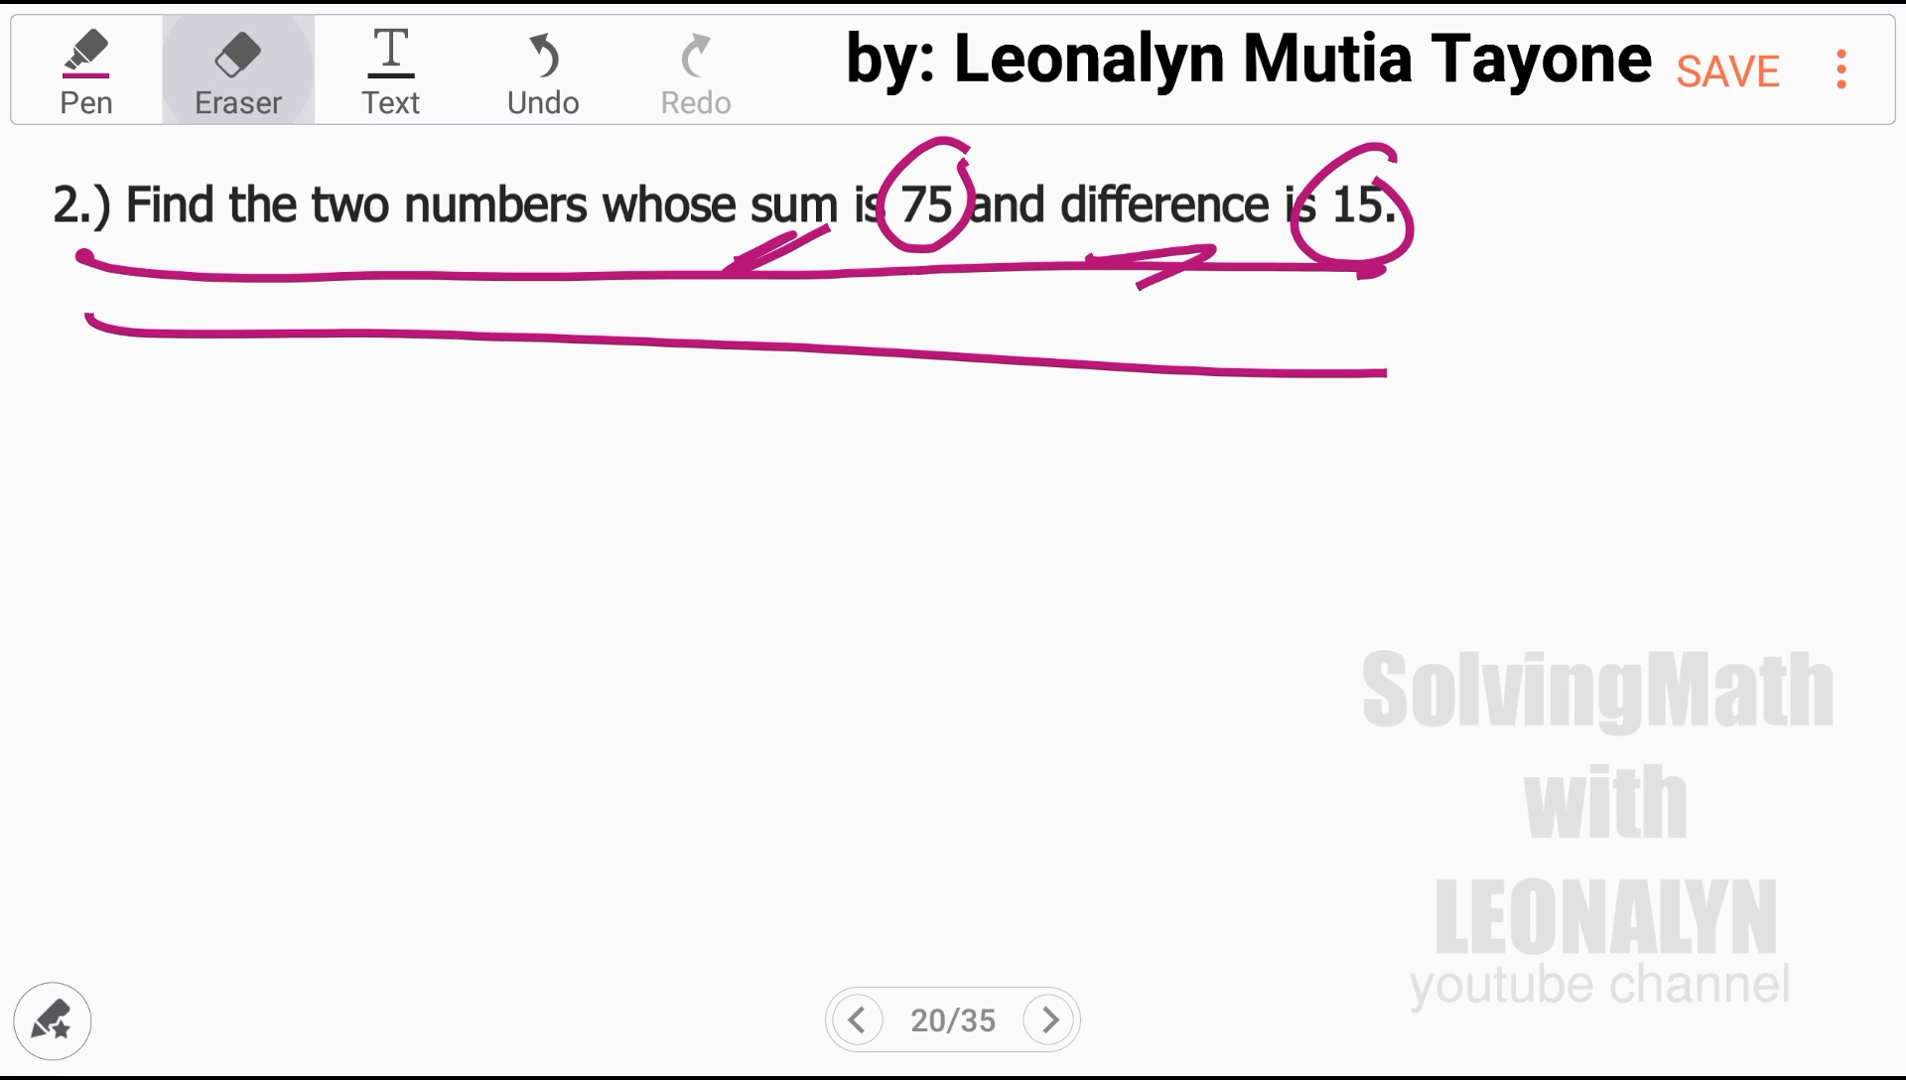 by: Leonalyn Mutia Tayone
Pen Eraser Text Undo Redo SAVE
2.) Find the two numbers whose sum is 75 and difference is 15.
SolvingMath
with
LEONALYN
youtube channel
20/35